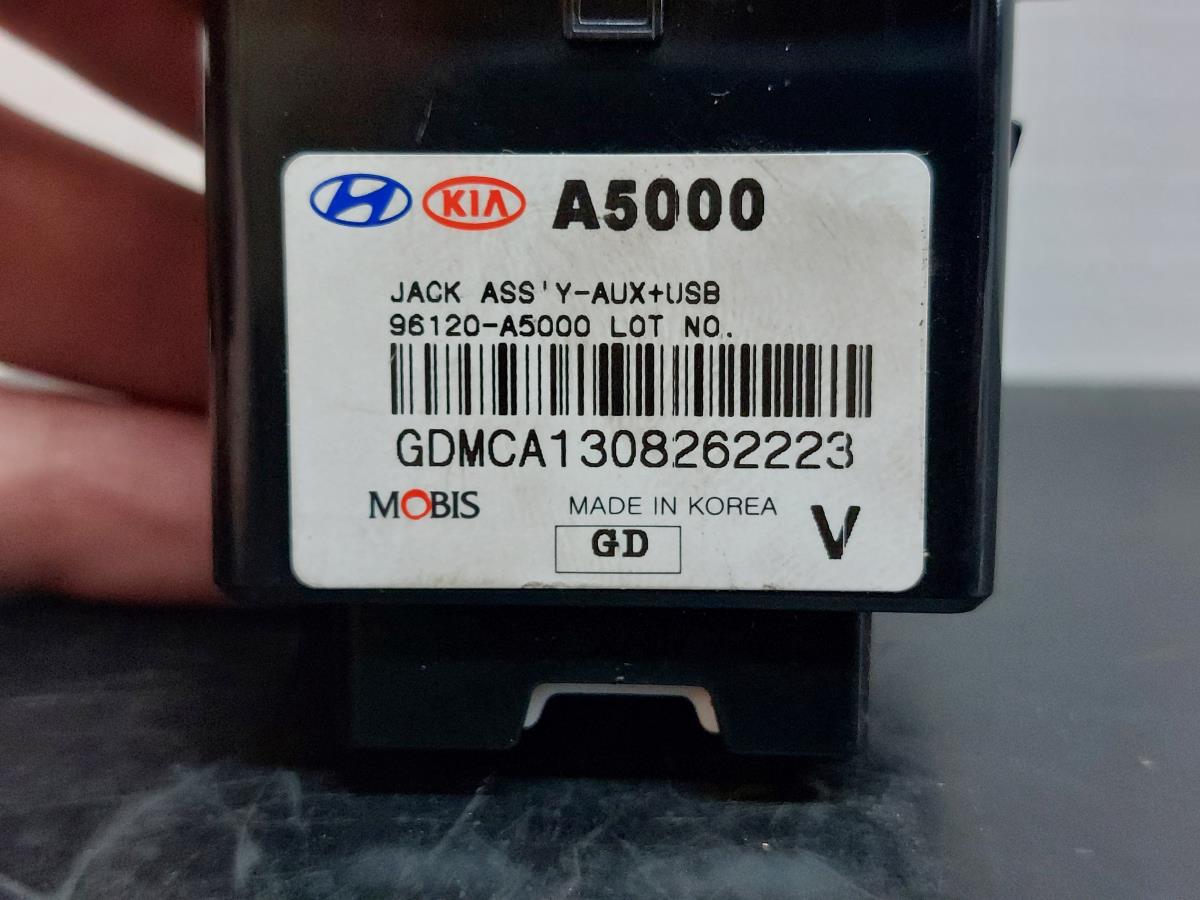 KIA A5000
JACK ASS'Y-AUX+USB
96120-A5000 LOT NO.
GDMCA1308262223
MOBIS MADE IN KOREA
GD V